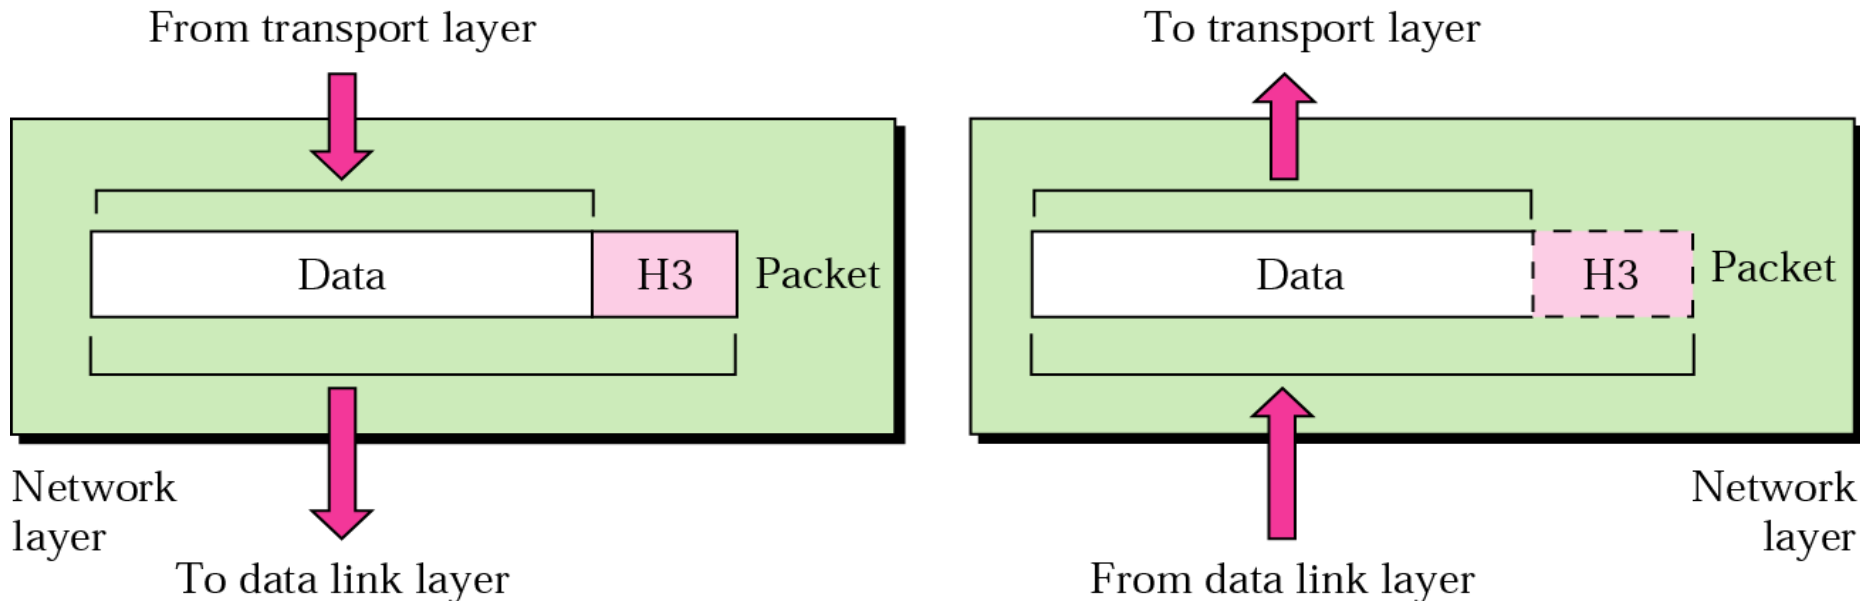 From transport layer
Data
H3
Packet
Network
layer
To data link layer
To transport layer
Data
H3
Packet
Network
layer
From data link layer